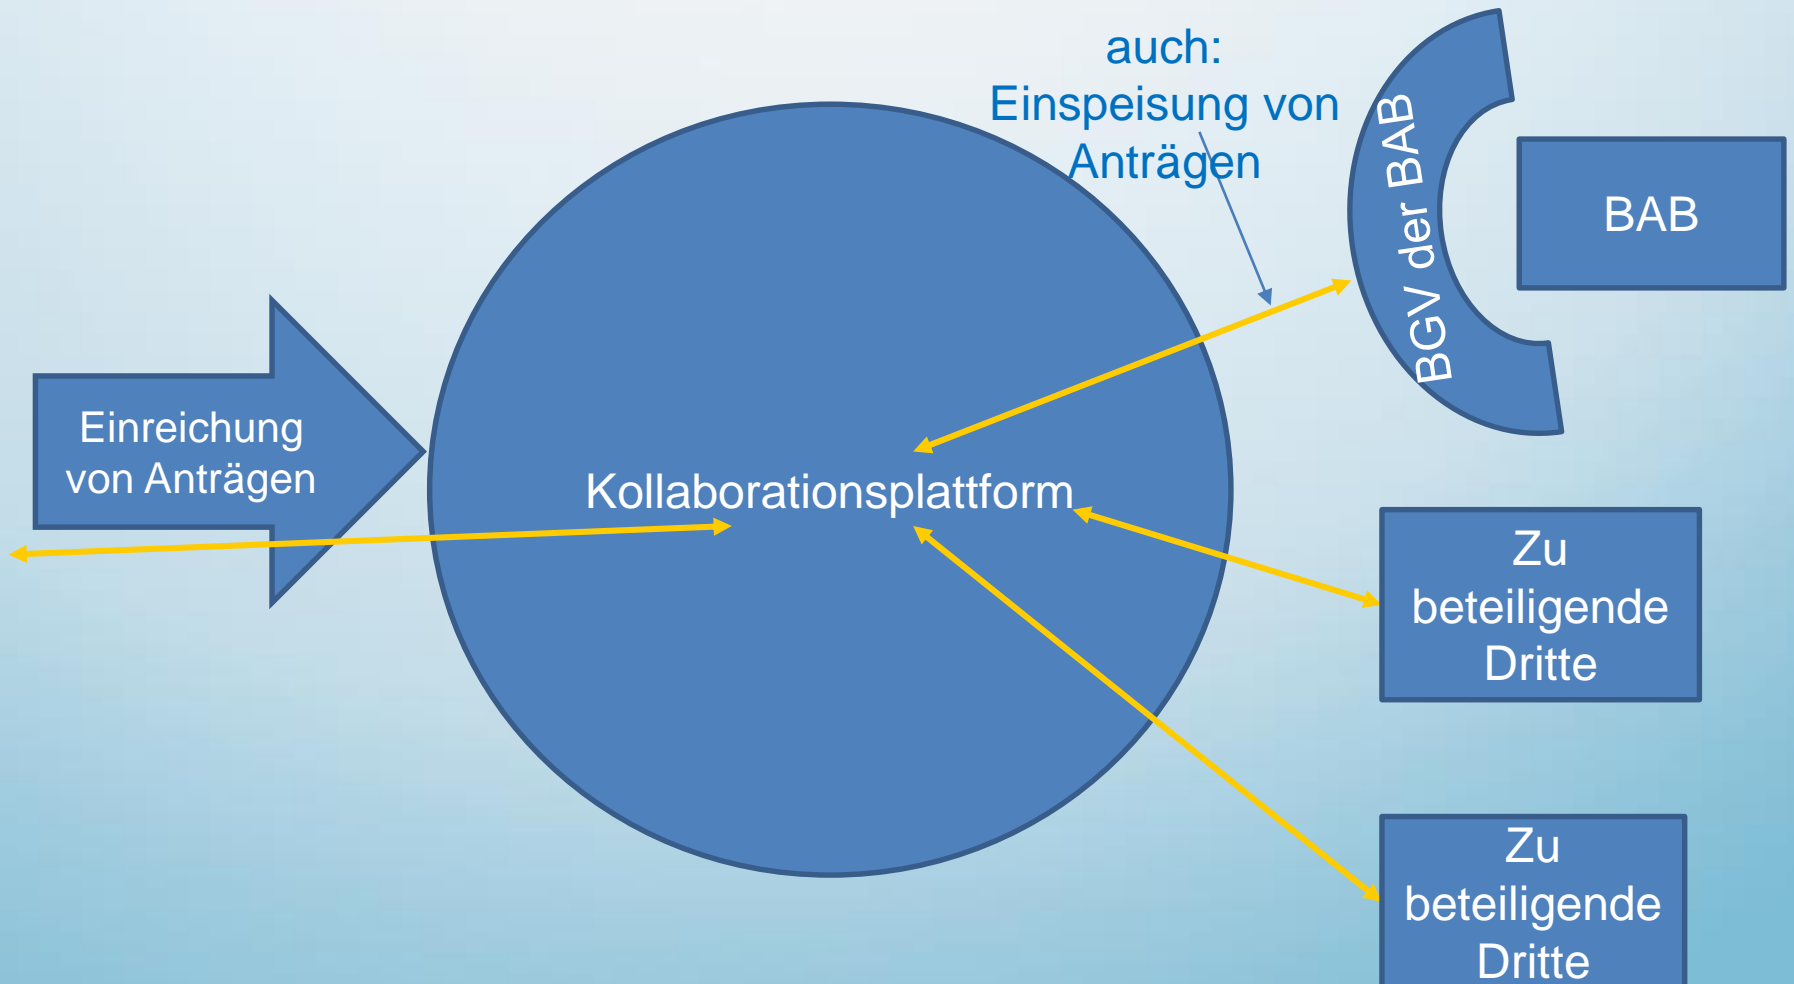 auch:
Einspeisung von
Anträgen
BGV der BAB
BAB
Einreichung
von Anträgen
Kollaborationsplattform
Zu
beteiligende
Dritte
Zu
beteiligende
Dritte